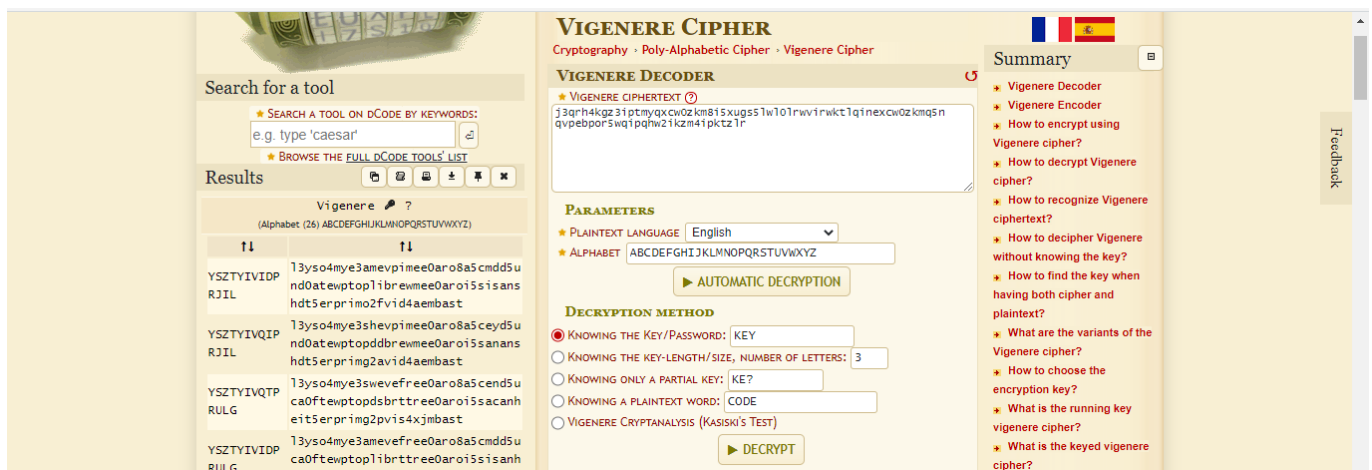 Search for a tool
★ SEARCH A TOOL ON DCODE BY KEYWORDS:
e.g. type 'caesar'
★ BROWSE THE FULL DCODE TOOLS' LIST
Results
Vigenere ?
(Alphabet (26) ABCDEFGHIJKLMNOPQRSTUVWXYZ)
↑↓ ↑↓
YSZTYIVIDP
RJIL
l3yso4mye3amevpimee0aro8a5cmdd5u
nd0atewptoplibrewmee0aroi5sisans
hdt5erprimo2fvid4aembast
YSZTYIVQIP
RJIL
l3yso4mye3shevpimee0aro8a5ceyd5u
nd0atewptopddbrewmee0aroi5sanans
hdt5erprimg2avid4aembast
YSZTYIVQTP
RULG
l3yso4mye3swevefree0aro8a5cend5u
ca0ftewptopdsbrttree0aroi5sacanh
eit5erprimg2pvis4xjmbast
YSZTYIVIDP
RULG
l3yso4mye3amevefree0aro8a5cmdd5u
ca0ftewptoplibrttree0aroi5sisanh
VIGENERE CIPHER
Cryptography › Poly-Alphabetic Cipher › Vigenere Cipher
VIGENERE DECODER
★ VIGENERE CIPHERTEXT ?
j3qrh4kgz3iptmyqxcw0zkm8i5xugs5lwl0lrwvirwktlqinexcw0zkmq5n
qvpebpor5wqipqhw2ikzm4ipktzlr
PARAMETERS
★ PLAINTEXT LANGUAGE English
★ ALPHABET ABCDEFGHIJKLMNOPQRSTUVWXYZ
► AUTOMATIC DECRYPTION
DECRYPTION METHOD
KNOWING THE KEY/PASSWORD: KEY
KNOWING THE KEY-LENGTH/SIZE, NUMBER OF LETTERS: 3
KNOWING ONLY A PARTIAL KEY: KE?
KNOWING A PLAINTEXT WORD: CODE
VIGENERE CRYPTANALYSIS (KASISKI'S TEST)
► DECRYPT
Summary
Vigenere Decoder
Vigenere Encoder
How to encrypt using
Vigenere cipher?
How to decrypt Vigenere
cipher?
How to recognize Vigenere
ciphertext?
How to decipher Vigenere
without knowing the key?
How to find the key when
having both cipher and
plaintext?
What are the variants of the
Vigenere cipher?
How to choose the
encryption key?
What is the running key
vigenere cipher?
What is the keyed vigenere
cipher?
Feedback